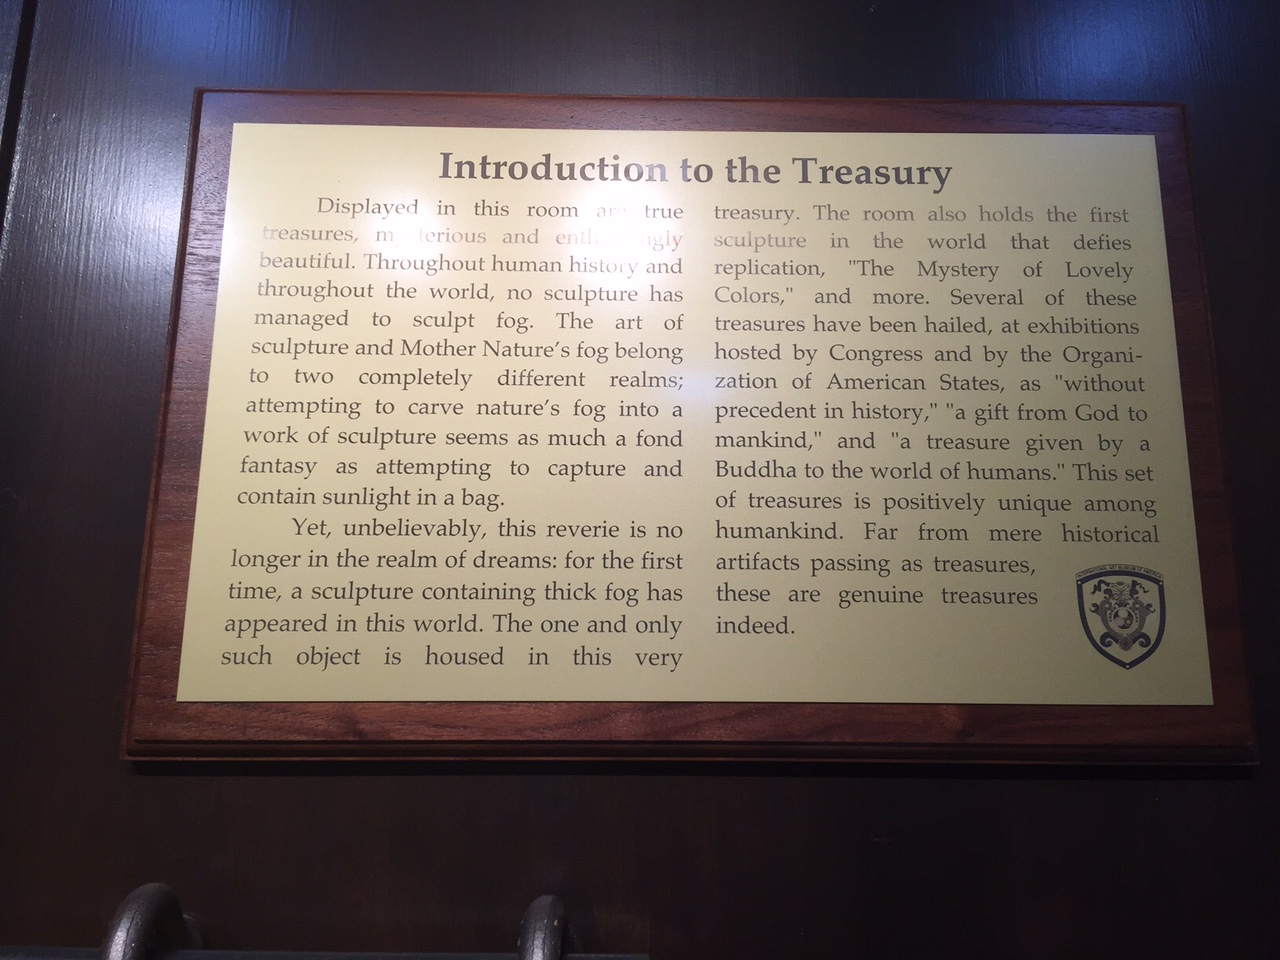 Introduction to the Treasury
Displayed in this room are true
treasures, mysterious and enthrallingly
beautiful. Throughout human history and
throughout the world, no sculpture has
managed to sculpt fog. The art of
sculpture and Mother Nature's fog belong
to two completely different realms;
attempting to carve nature's fog into a
work of sculpture seems as much a fond
fantasy as attempting to capture and
contain sunlight in a bag.
Yet, unbelievably, this reverie is no
longer in the realm of dreams: for the first
time, a sculpture containing thick fog has
appeared in this world. The one and only
such object is housed in this very
treasury. The room also holds the first
sculpture in the world that defies
replication, "The Mystery of Lovely
Colors," and more. Several of these
treasures have been hailed, at exhibitions
hosted by Congress and by the Organi-
zation of American States, as "without
precedent in history," "a gift from God to
mankind," and "a treasure given by a
Buddha to the world of humans." This set
of treasures is positively unique among
humankind. Far from mere historical
artifacts passing as treasures,
these are genuine treasures
indeed.
INTERNATIONAL ART MUSEUM OF AMERICA